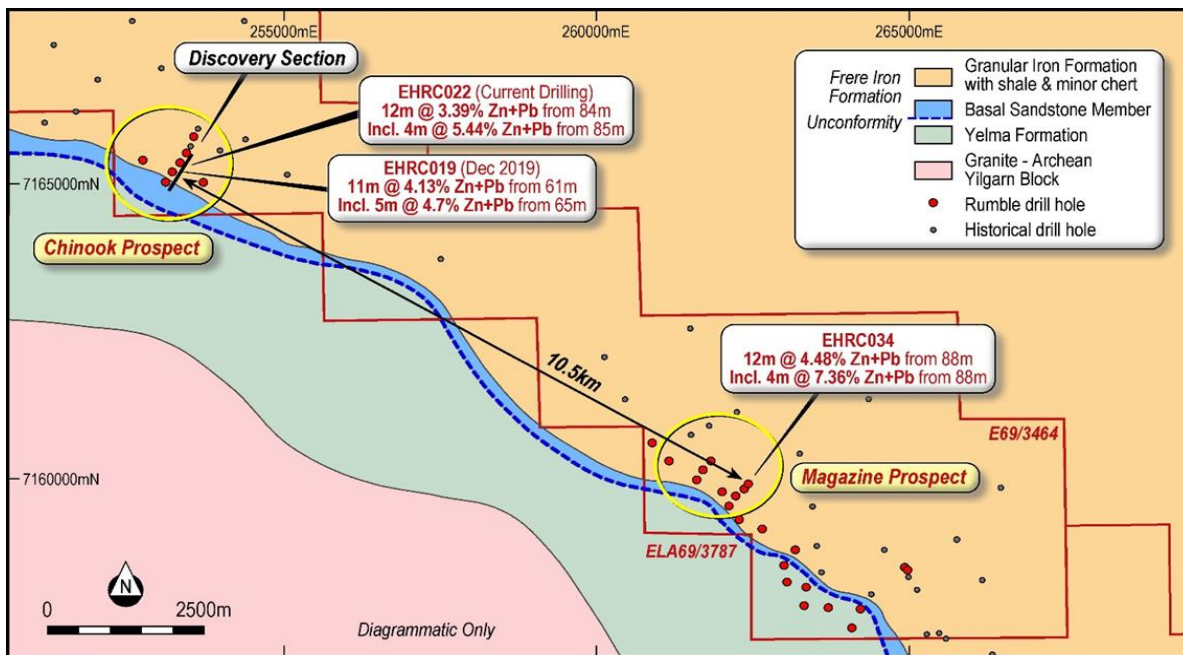 255000mE
260000mE
265000mE
Discovery Section
EHRC022 (Current Drilling)
12m @ 3.39% Zn+Pb from 84m
Incl. 4m @ 5.44% Zn+Pb from 85m
EHRC019 (Dec 2019)
11m @ 4.13% Zn+Pb from 61m
Incl. 5m @ 4.7% Zn+Pb from 65m
Frere Iron Formation
Unconformity
Granular Iron Formation
with shale & minor chert
Basal Sandstone Member
Yelma Formation
Granite - Archean
Yilgarn Block
Rumble drill hole
Historical drill hole
7165000mN
Chinook Prospect
10.5km
EHRC034
12m @ 4.48% Zn+Pb from 88m
Incl. 4m @ 7.36% Zn+Pb from 88m
E69/3464
7160000mN
Magazine Prospect
ELA69/3787
N
0 2500m
Diagrammatic Only